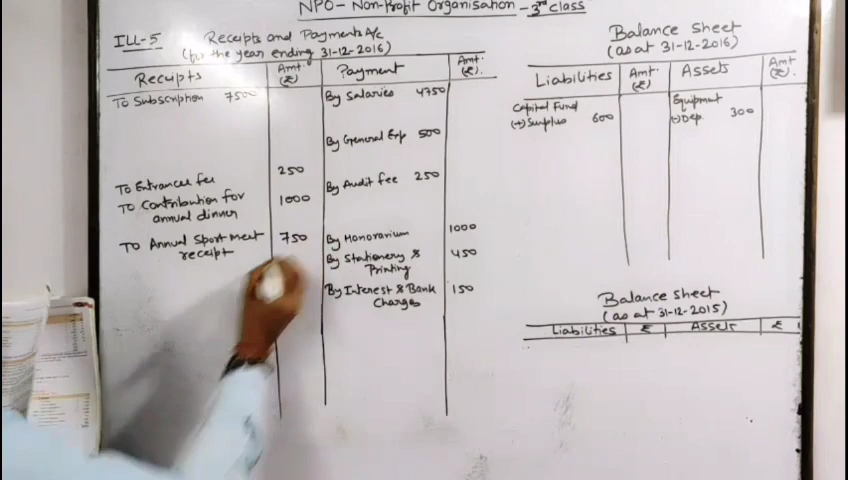 NPO - Non-Profit Organisation - 3rd class
ILL-5 Receipts and Payments A/c
(for the year ending 31-12-2016)
Receipts Amt. (₹) Payment Amt. (₹).
To Subscription 7500 By Salaries 4750
By General Exp 500
To Entrances fee 250 By Audit fee 250
To Contribution for 1000
annual dinner
To Annual Sport meet 750 By Honorarium 1000
receipt By Stationery & 450
Printing
By Interest & Bank 150
Charges
Balance Sheet
(as at 31-12-2016)
Liabilities Amt. (₹) Assets Amt (₹).
Capital Fund Equipment
(+) Surplus 600 (-) Dep. 300
Balance Sheet
(as at 31-12-2015)
Liabilities ₹ Assets ₹